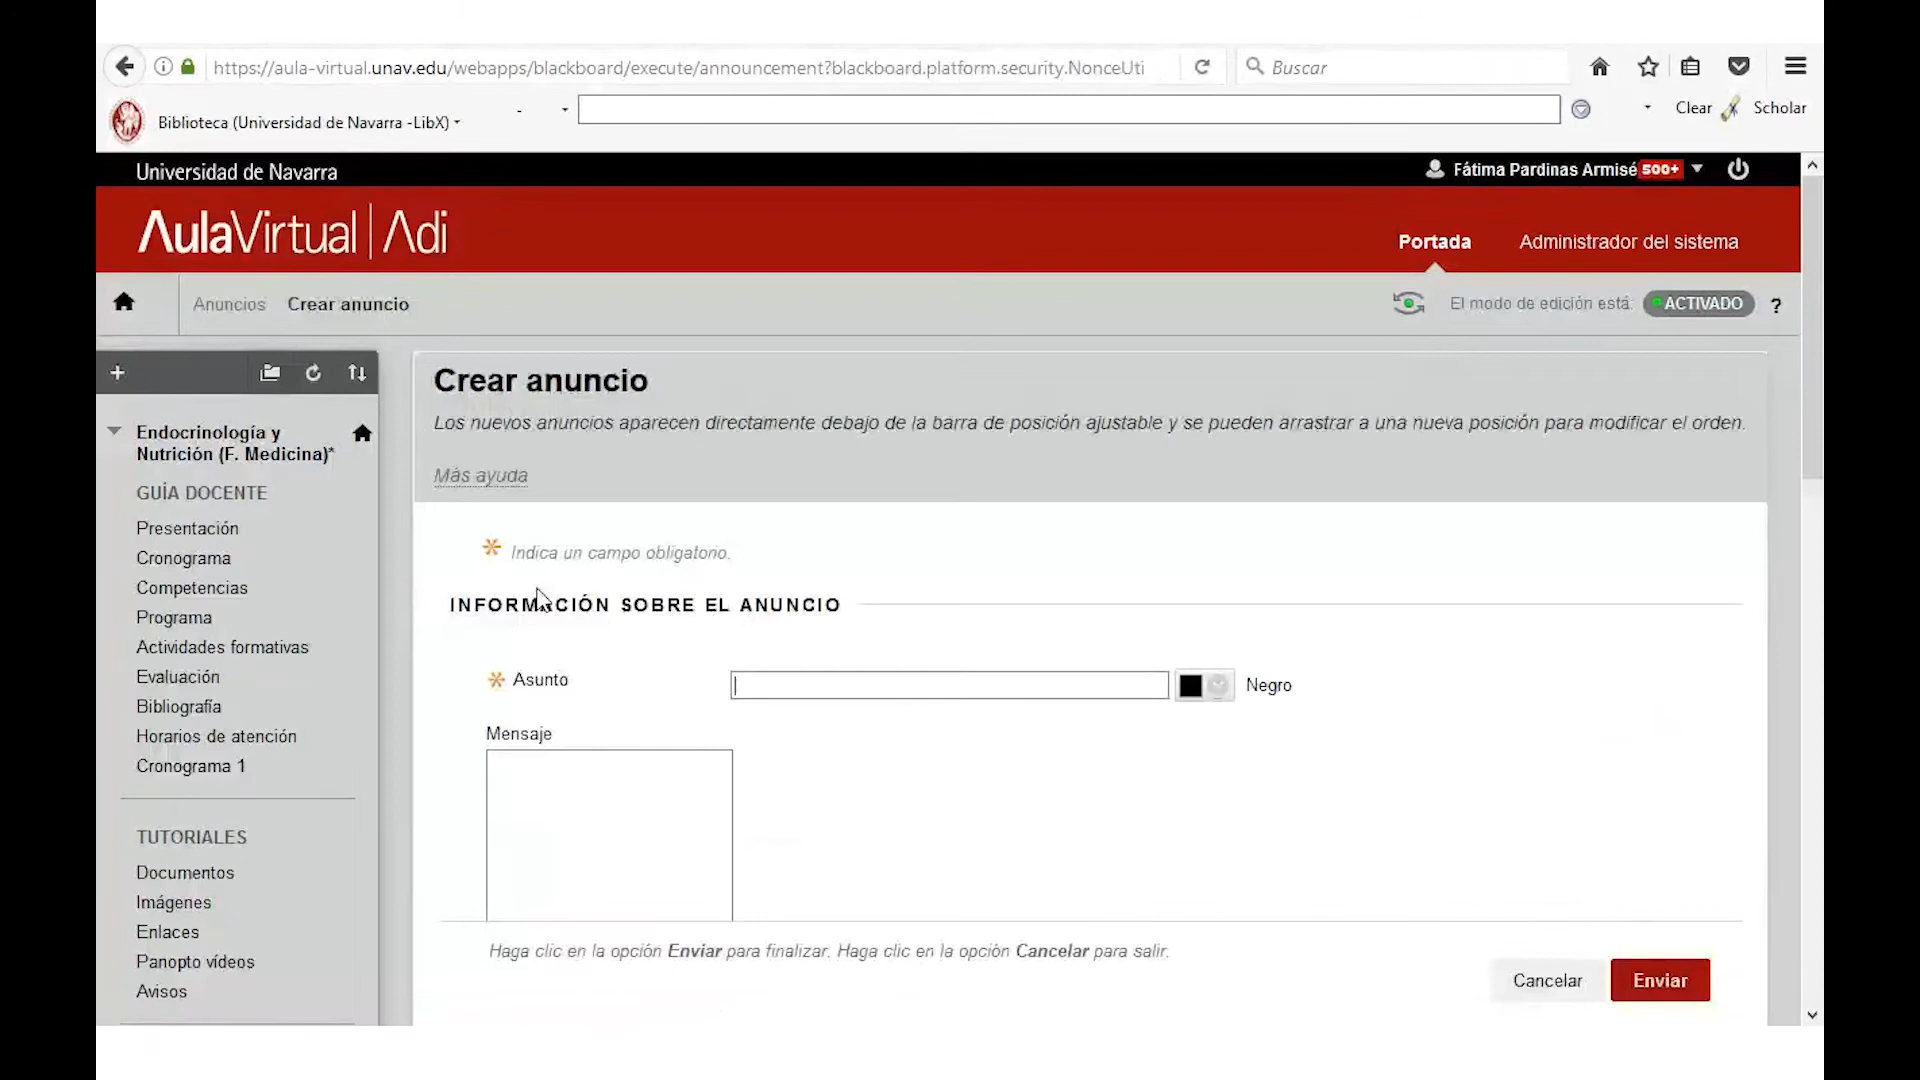 https://aula-virtual.unav.edu/webapps/blackboard/execute/announcement?blackboard.platform.security.NonceUti
Buscar
Biblioteca (Universidad de Navarra -LibX)
Clear
Scholar
Universidad de Navarra
Fátima Pardinas Armisé 500+
AulaVirtual | Adi
Portada
Administrador del sistema
Anuncios
Crear anuncio
El modo de edición está:
ACTIVADO
?
Endocrinología y
Nutrición (F. Medicina)*
GUÍA DOCENTE
Presentación
Cronograma
Competencias
Programa
Actividades formativas
Evaluación
Bibliografía
Horarios de atención
Cronograma 1
TUTORIALES
Documentos
Imágenes
Enlaces
Panopto vídeos
Avisos
Crear anuncio
Los nuevos anuncios aparecen directamente debajo de la barra de posición ajustable y se pueden arrastrar a una nueva posición para modificar el orden.
Más ayuda
Indica un campo obligatorio.
INFORMACIÓN SOBRE EL ANUNCIO
Asunto
Negro
Mensaje
Haga clic en la opción Enviar para finalizar. Haga clic en la opción Cancelar para salir.
Cancelar
Enviar